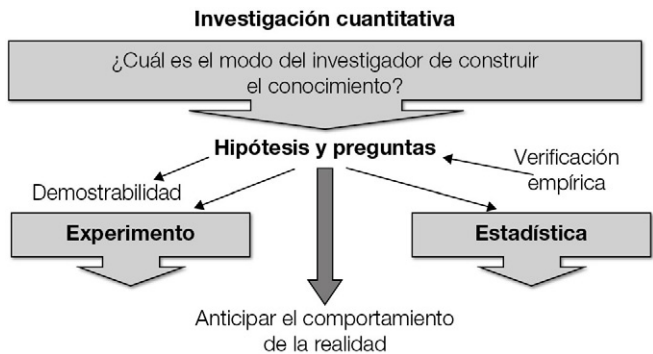 Investigación cuantitativa
¿Cuál es el modo del investigador de construir
el conocimiento?
Hipótesis y preguntas
Verificación
empírica
Demostrabilidad
Experimento
Estadística
Anticipar el comportamiento
de la realidad